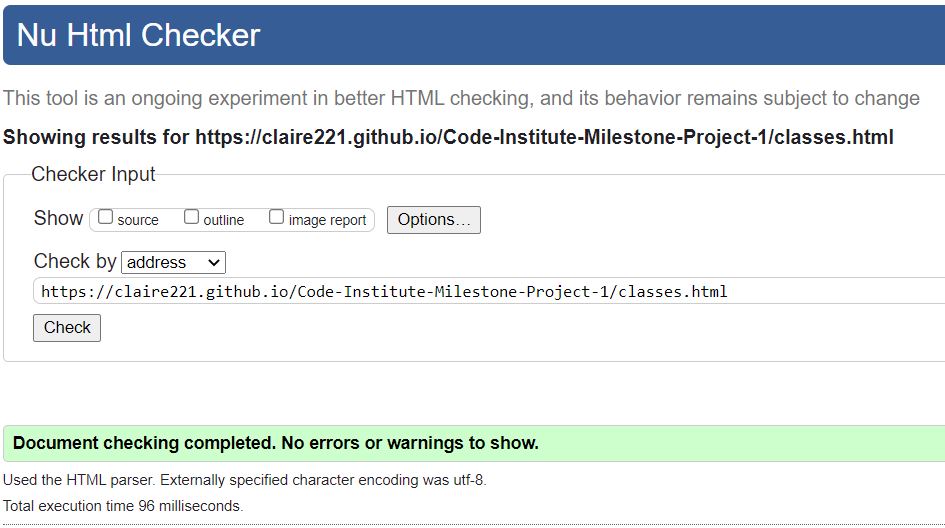 Nu Html Checker
This tool is an ongoing experiment in better HTML checking, and its behavior remains subject to change
Showing results for https://claire221.github.io/Code-Institute-Milestone-Project-1/classes.html
Checker Input
Show source outline image report Options...
Check by address
https://claire221.github.io/Code-Institute-Milestone-Project-1/classes.html
Check
Document checking completed. No errors or warnings to show.
Used the HTML parser. Externally specified character encoding was utf-8.
Total execution time 96 milliseconds.